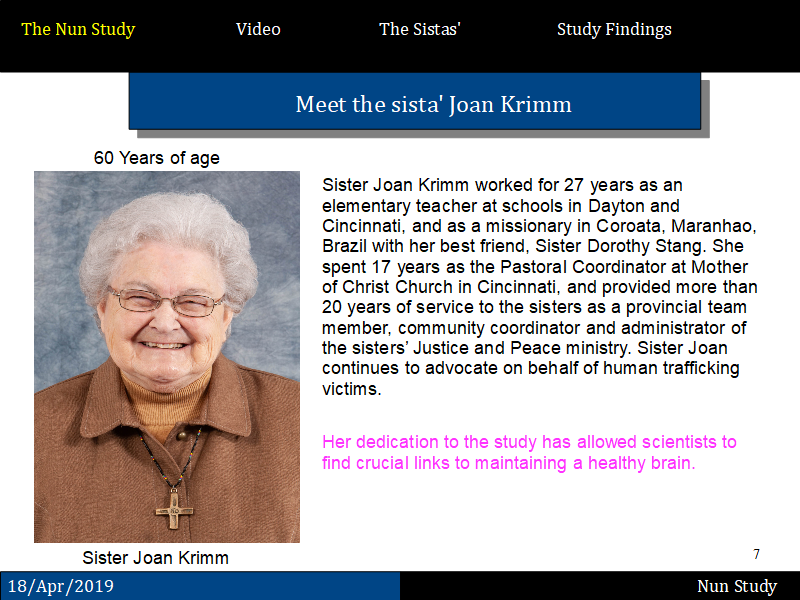 The Nun Study Video The Sistas' Study Findings
Meet the sista' Joan Krimm
60 Years of age
Sister Joan Krimm worked for 27 years as an
elementary teacher at schools in Dayton and
Cincinnati, and as a missionary in Coroata, Maranhao,
Brazil with her best friend, Sister Dorothy Stang. She
spent 17 years as the Pastoral Coordinator at Mother
of Christ Church in Cincinnati, and provided more than
20 years of service to the sisters as a provincial team
member, community coordinator and administrator of
the sisters’ Justice and Peace ministry. Sister Joan
continues to advocate on behalf of human trafficking
victims.
Her dedication to the study has allowed scientists to
find crucial links to maintaining a healthy brain.
Sister Joan Krimm
7
18/Apr/2019 Nun Study